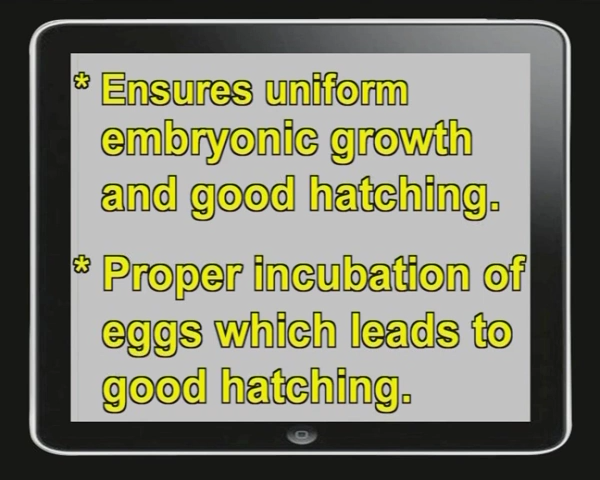 * Ensures uniform
embryonic growth
and good hatching.
* Proper incubation of
eggs which leads to
good hatching.